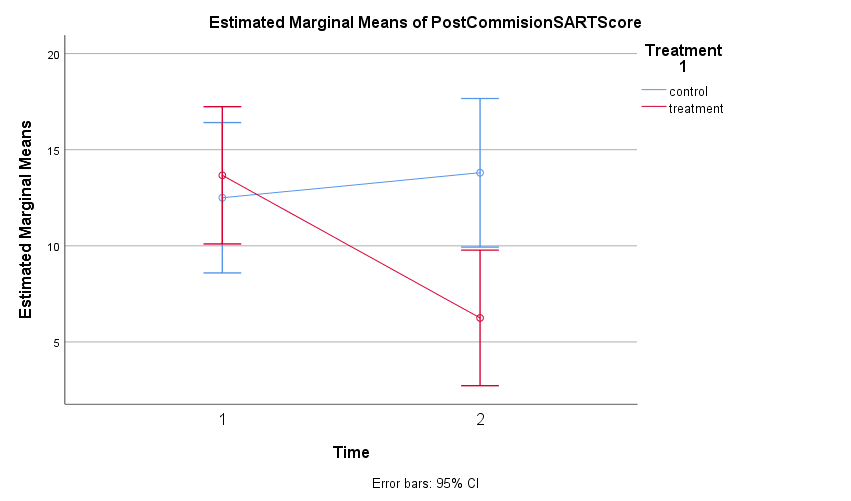 Estimated Marginal Means of PostCommisionSARTScore
Treatment
1
control
treatment
Estimated Marginal Means
20
15
10
5
1
2
Time
Error bars: 95% CI